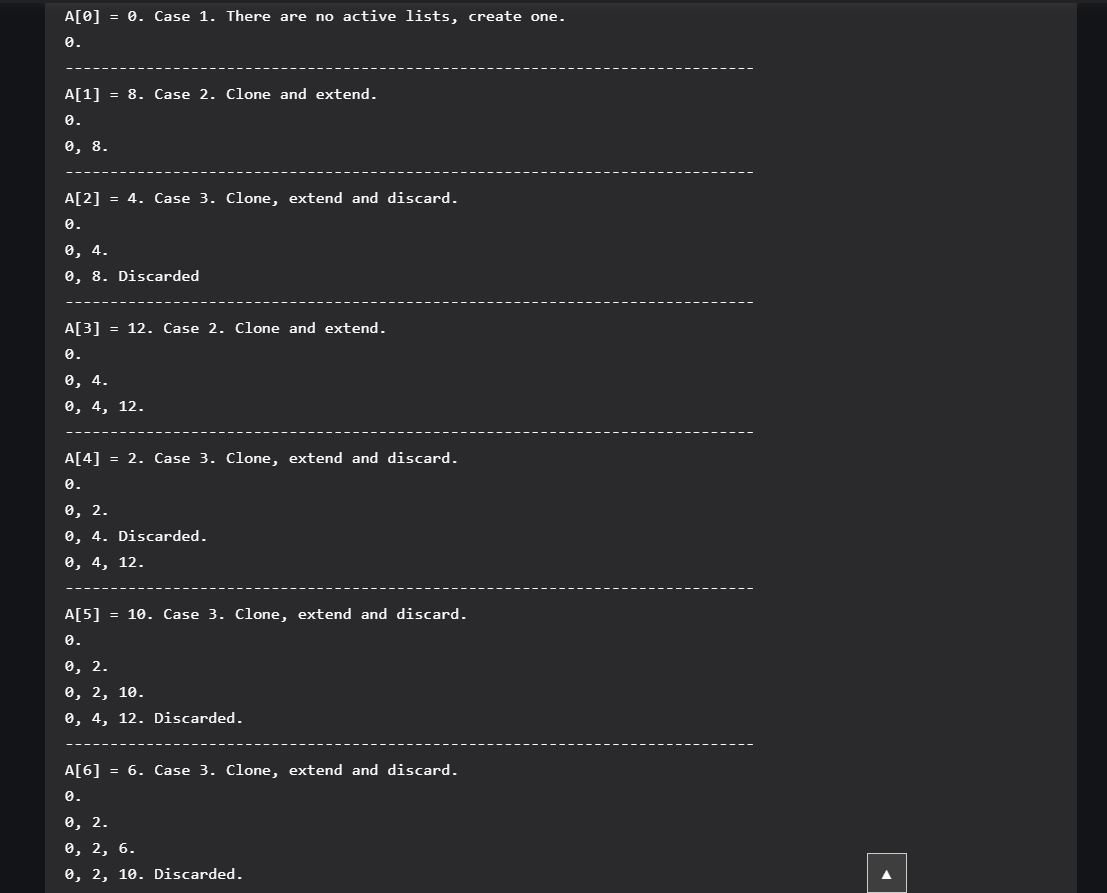 A[0] = 0. Case 1. There are no active lists, create one.
0.
-----------------------------------------------------------------------------
A[1] = 8. Case 2. Clone and extend.
0.
0, 8.
-----------------------------------------------------------------------------
A[2] = 4. Case 3. Clone, extend and discard.
0.
0, 4.
0, 8. Discarded
-----------------------------------------------------------------------------
A[3] = 12. Case 2. Clone and extend.
0.
0, 4.
0, 4, 12.
-----------------------------------------------------------------------------
A[4] = 2. Case 3. Clone, extend and discard.
0.
0, 2.
0, 4. Discarded.
0, 4, 12.
-----------------------------------------------------------------------------
A[5] = 10. Case 3. Clone, extend and discard.
0.
0, 2.
0, 2, 10.
0, 4, 12. Discarded.
-----------------------------------------------------------------------------
A[6] = 6. Case 3. Clone, extend and discard.
0.
0, 2.
0, 2, 6.
0, 2, 10. Discarded.
▲